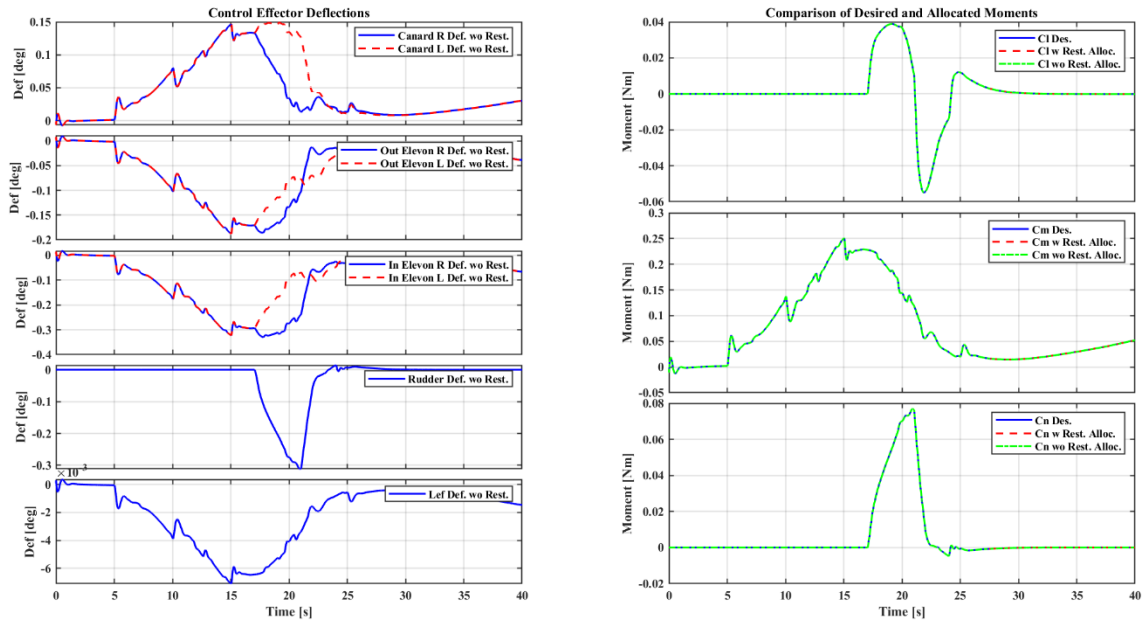 Control Effector Deflections
0.15
0.1
0.05
0
Def [deg]
Canard R Def. wo Rest.
Canard L Def. wo Rest.
0
-0.05
-0.1
-0.15
-0.2
Def [deg]
Out Elevon R Def. wo Rest.
Out Elevon L Def. wo Rest.
0
-0.1
-0.2
-0.3
-0.4
Def [deg]
In Elevon R Def. wo Rest.
In Elevon L Def. wo Rest.
0
-0.1
-0.2
-0.3
Def [deg]
Rudder Def. wo Rest.
×10⁻³
0
-2
-4
-6
Def [deg]
Lef Def. wo Rest.
0 5 10 15 20 25 30 35 40
Time [s]
Comparison of Desired and Allocated Moments
0.04
0.02
0
-0.02
-0.04
-0.06
Moment [Nm]
Cl Des.
Cl w Rest. Alloc.
Cl wo Rest. Alloc.
0.3
0.25
0.2
0.15
0.1
0.05
0
-0.05
Moment [Nm]
Cm Des.
Cm w Rest. Alloc.
Cm wo Rest. Alloc.
0.08
0.06
0.04
0.02
0
-0.02
Moment [Nm]
Cn Des.
Cn w Rest. Alloc.
Cn wo Rest. Alloc.
0 5 10 15 20 25 30 35 40
Time [s]